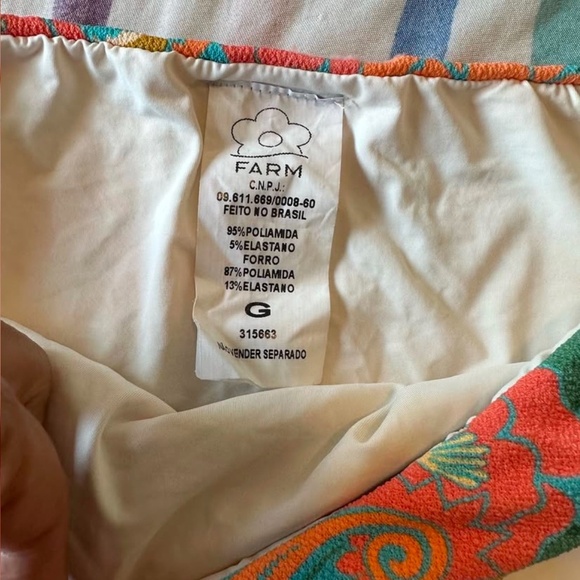 FARM
C.N.P.J.:
09.611.669/0008-60
FEITO NO BRASIL
95%POLIAMIDA
5%ELASTANO
FORRO
87%POLIAMIDA
13%ELASTANO
G
315663
NÃO VENDER SEPARADO